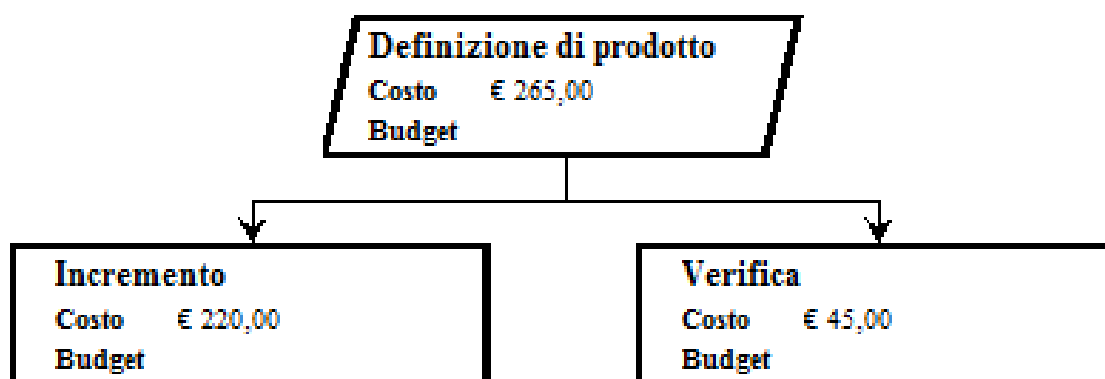 Definizione di prodotto
Costo € 265,00
Budget
Incremento
Costo € 220,00
Budget
Verifica
Costo € 45,00
Budget